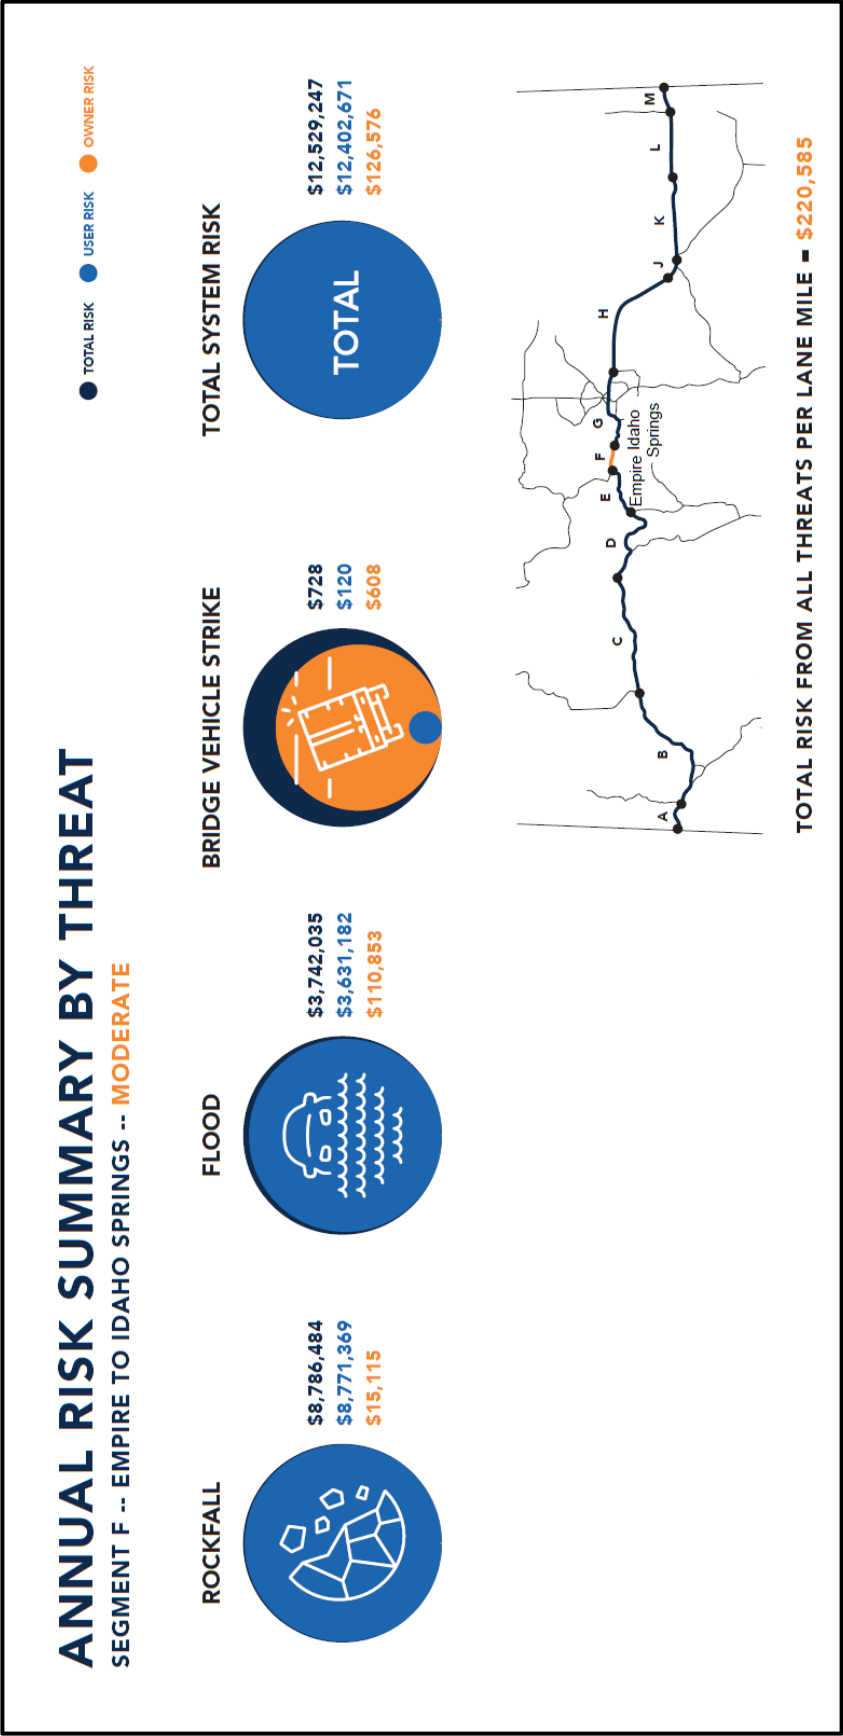 ANNUAL RISK SUMMARY BY THREAT
SEGMENT F -- EMPIRE TO IDAHO SPRINGS -- MODERATE
TOTAL RISK
USER RISK
OWNER RISK
ROCKFALL
$8,786,484
$8,771,369
$15,115
FLOOD
$3,742,035
$3,631,182
$110,853
BRIDGE VEHICLE STRIKE
$728
$120
$608
TOTAL SYSTEM RISK
TOTAL
$12,529,247
$12,402,671
$126,576
A
B
C
D
E
F
G
H
J
K
L
M
Empire
Idaho
Springs
TOTAL RISK FROM ALL THREATS PER LANE MILE = $220,585